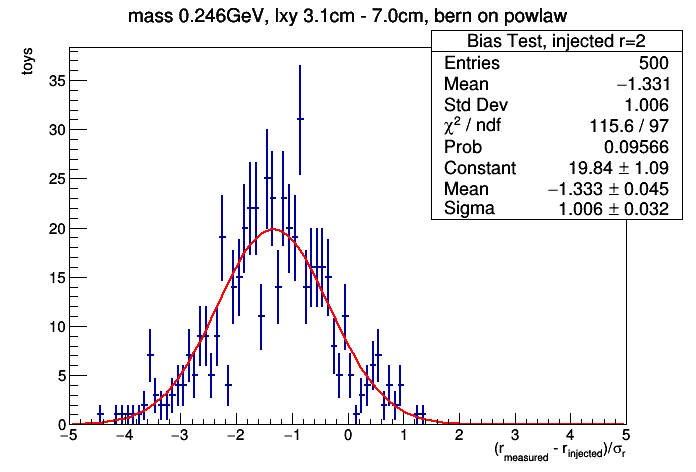 mass 0.246GeV, lxy 3.1cm - 7.0cm, bern on powlaw
toys
Bias Test, injected r=2
Entries 500
Mean −1.331
Std Dev 1.006
χ² / ndf 115.6 / 97
Prob 0.09566
Constant 19.84 ± 1.09
Mean −1.333 ± 0.045
Sigma 1.006 ± 0.032
35
30
25
20
15
10
5
0
−5 −4 −3 −2 −1 0 1 2 3 4 5
(r_measured - r_injected)/σ_r